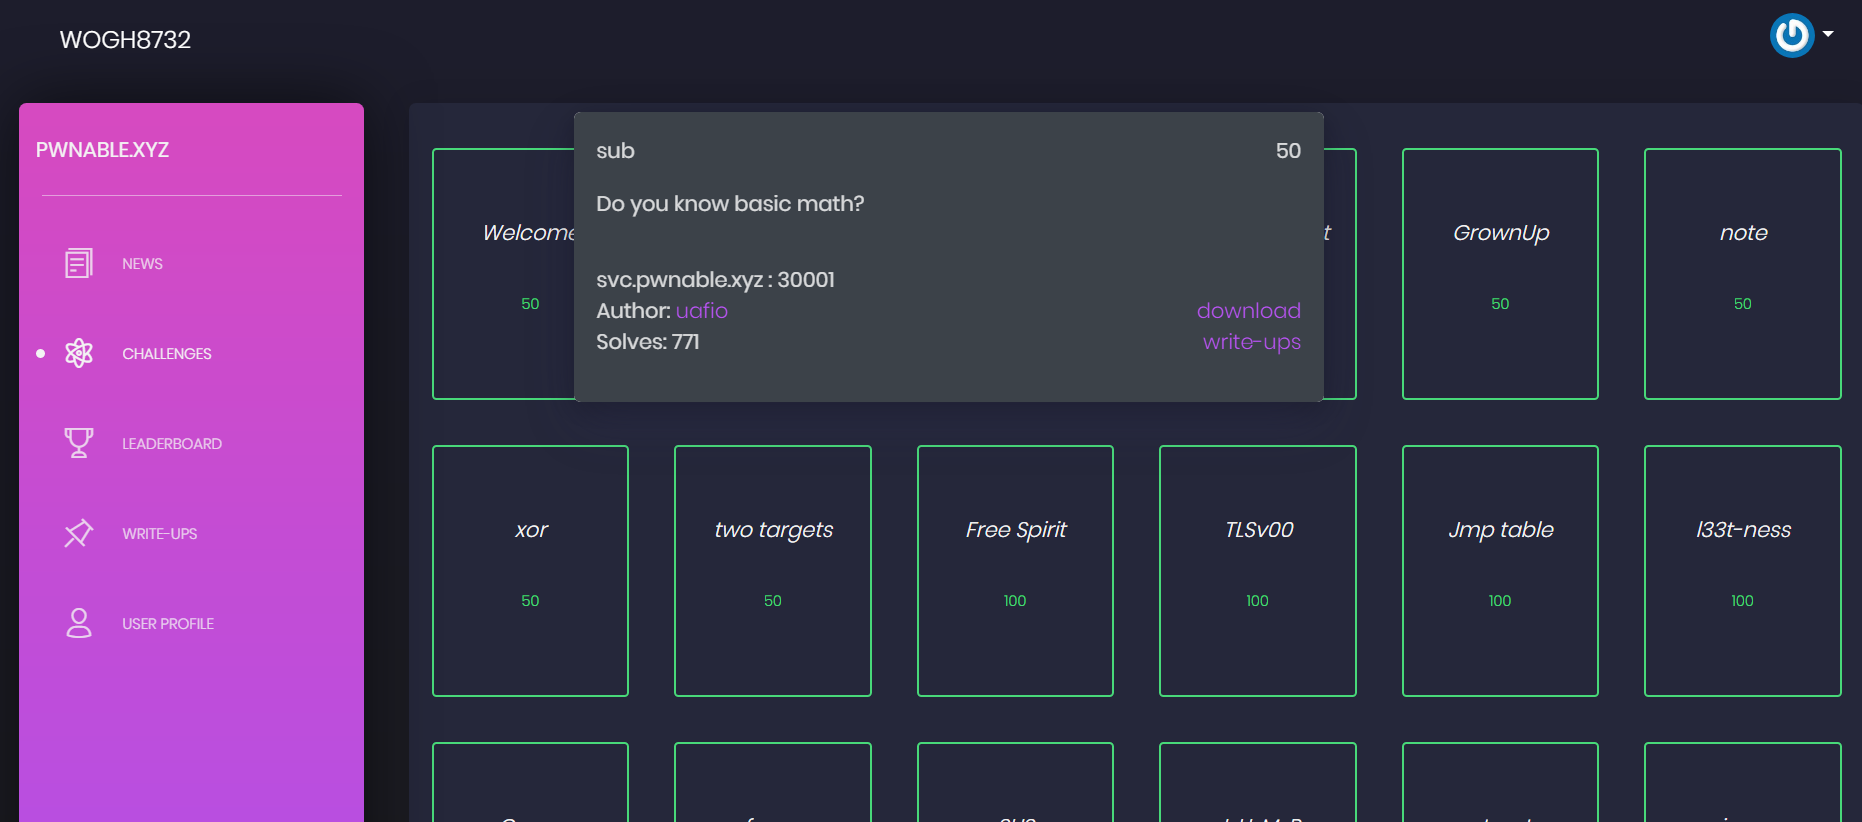 WOGH8732
PWNABLE.XYZ
NEWS
CHALLENGES
LEADERBOARD
WRITE-UPS
USER PROFILE
sub 50
Do you know basic math?
svc.pwnable.xyz : 30001
Author: uafio download
Solves: 771 write-ups
Welcome
50
t
GrownUp
50
note
50
xor
50
two targets
50
Free Spirit
100
TLSv00
100
Jmp table
100
l33t-ness
100